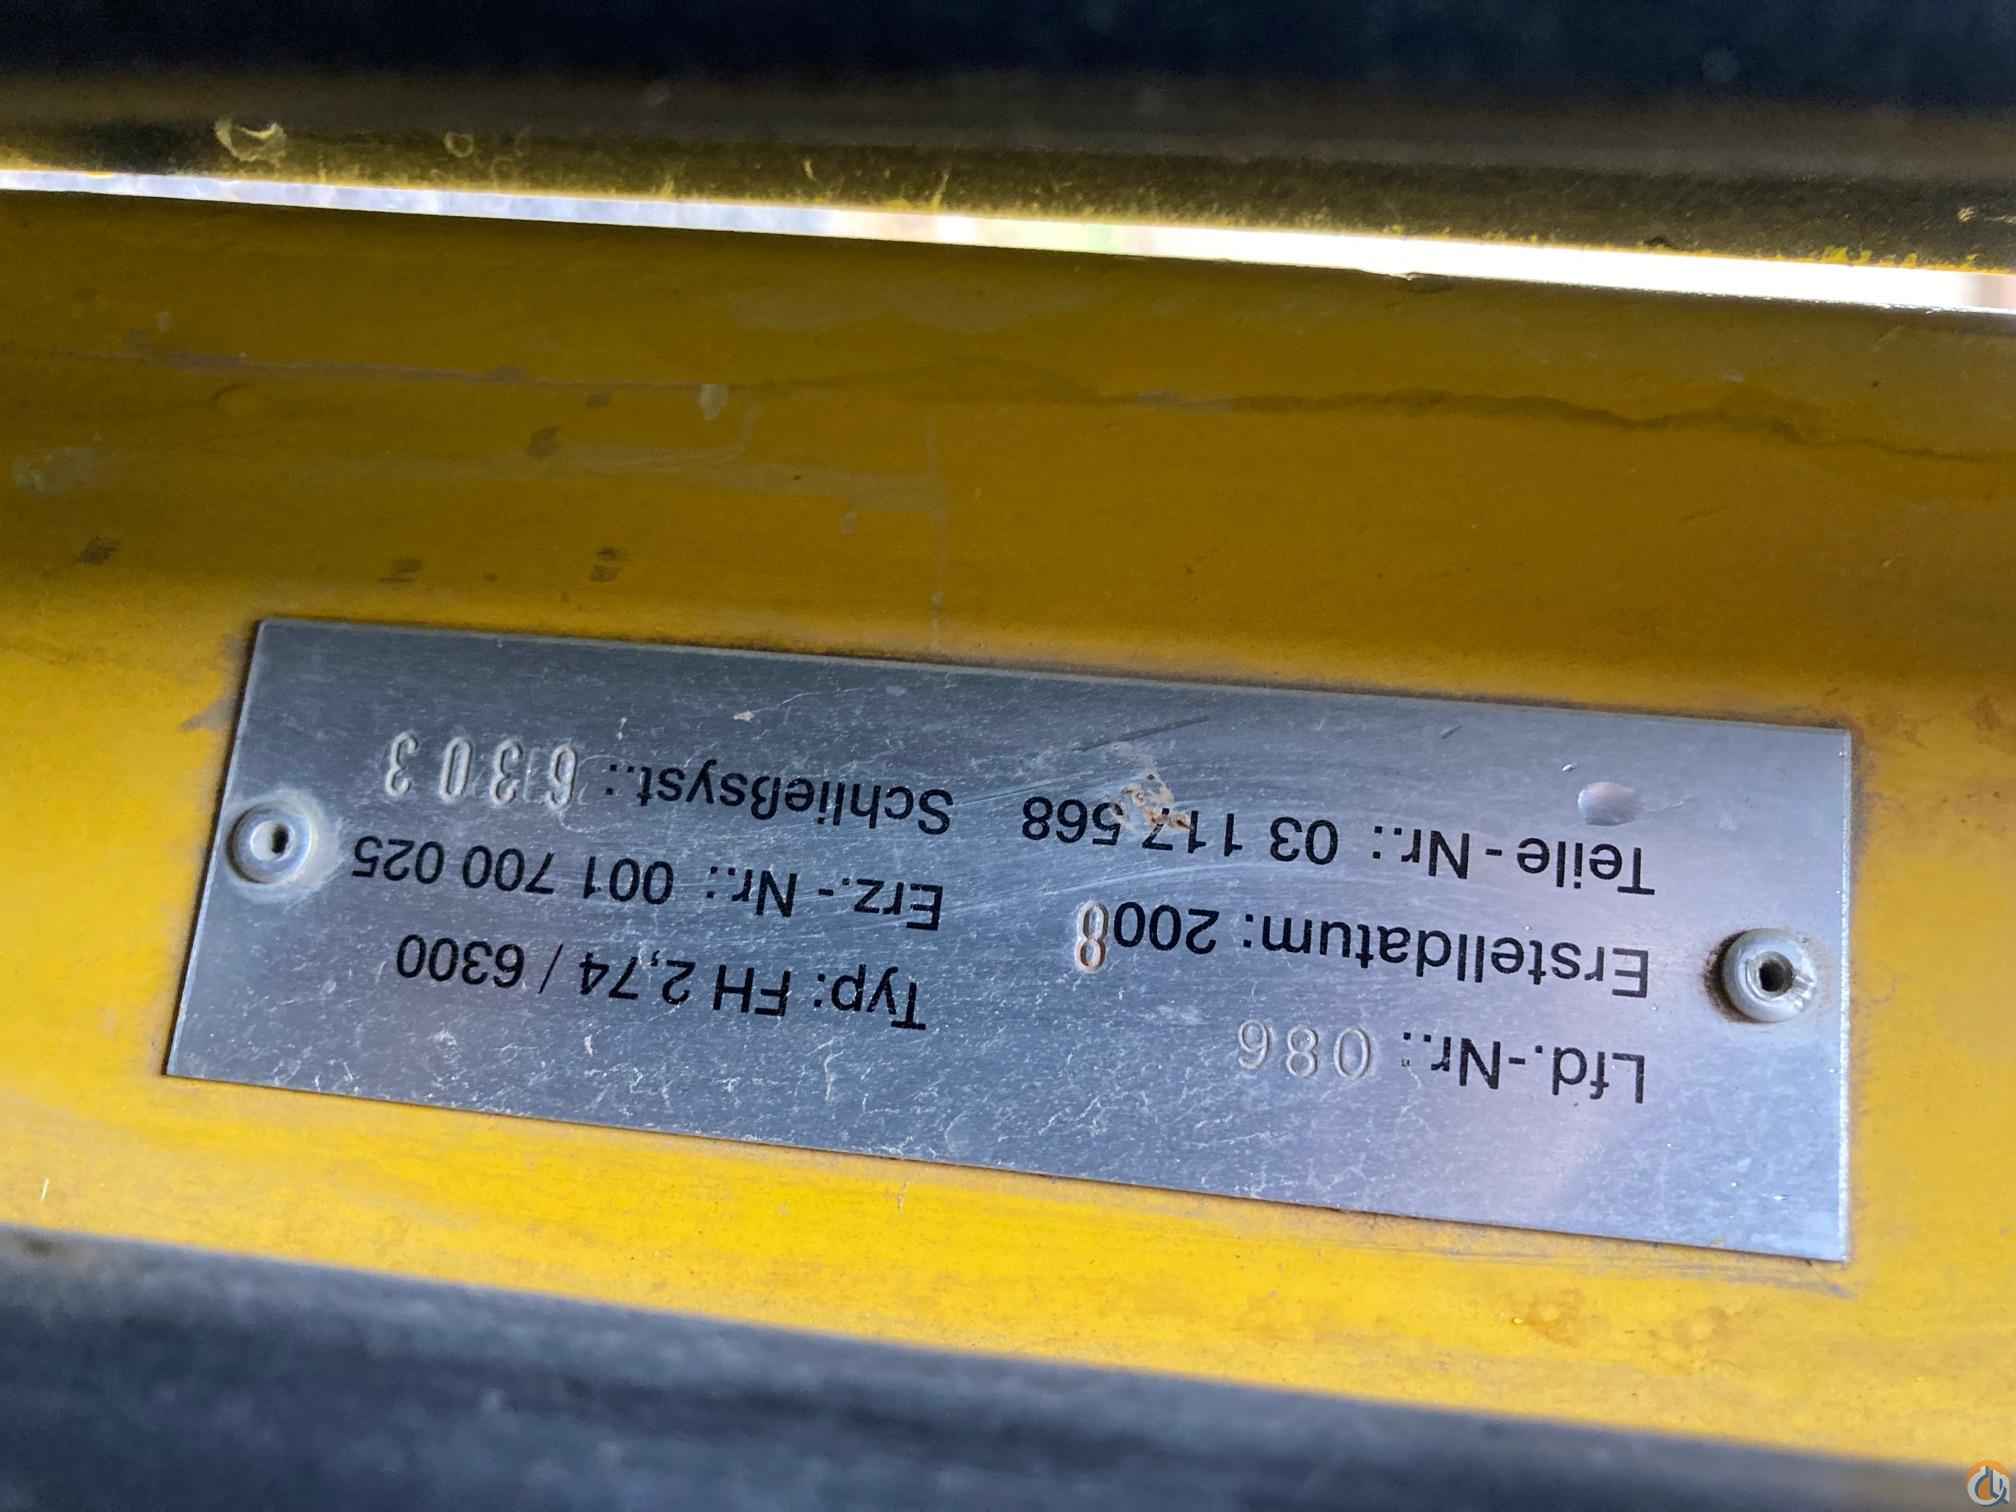 Lfd.-Nr.: 086 Typ: FH 2,74 / 6300
Erstelldatum: 2008 Erz.- Nr.: 001 700 025
Teile-Nr.: 03 117 568 Schließsyst.: 6303